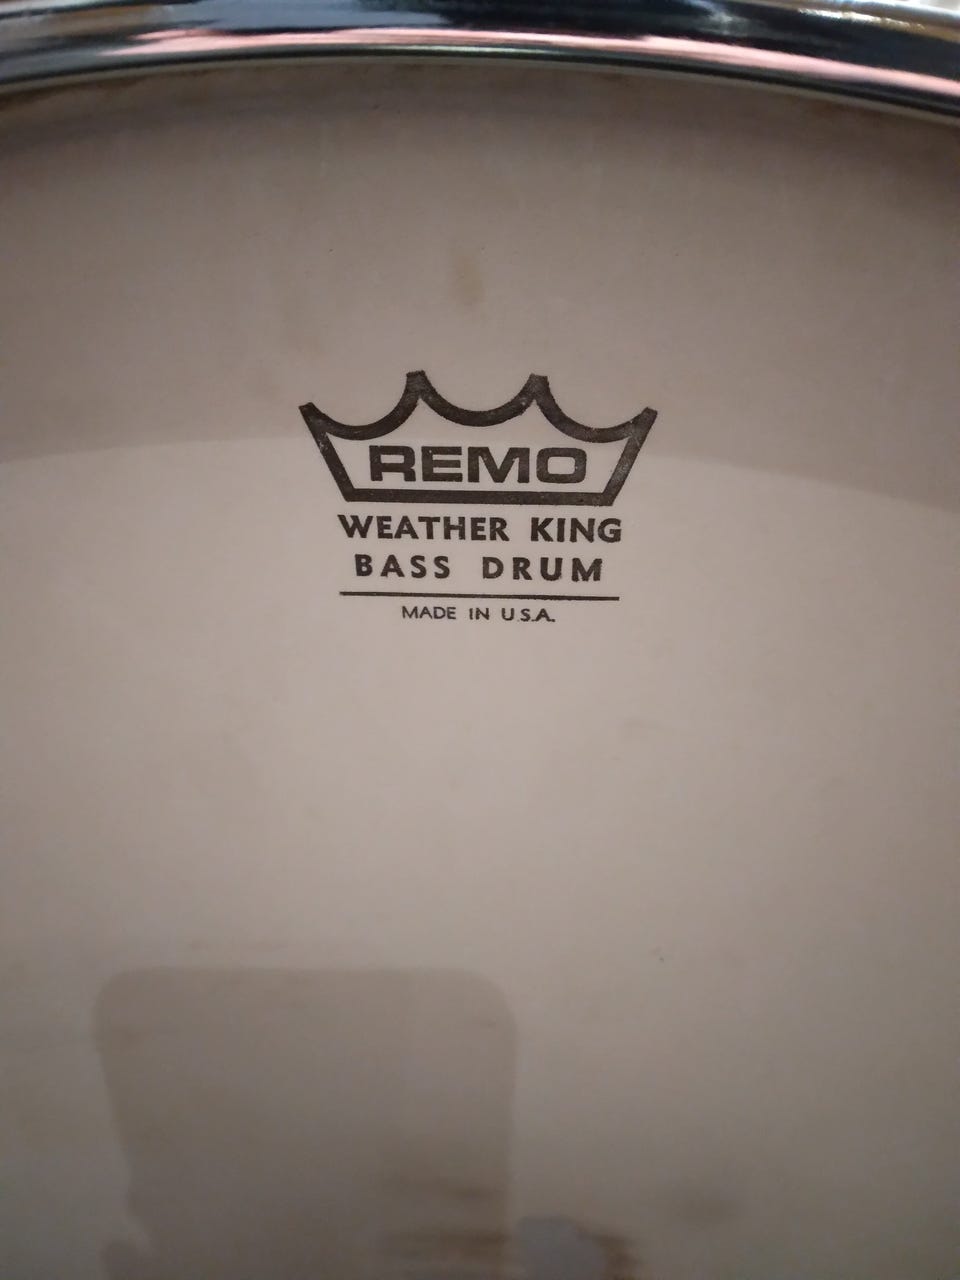 REMO
WEATHER KING
BASS DRUM
MADE IN U.S.A.